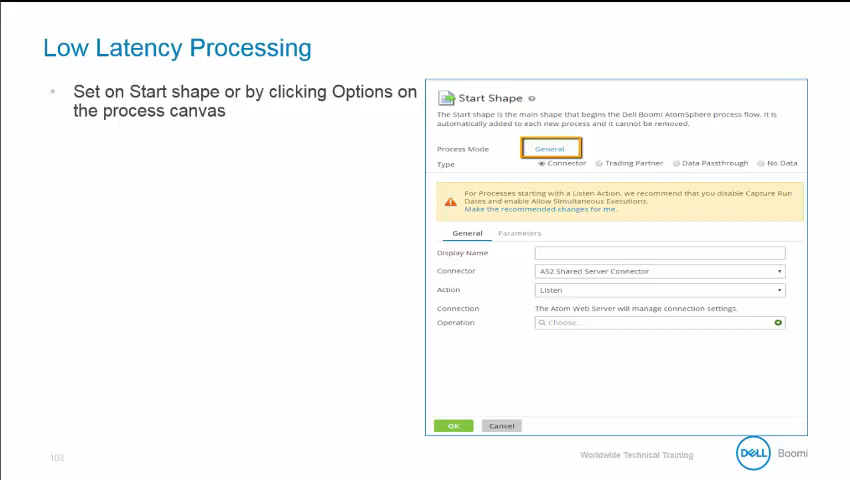 Low Latency Processing
• Set on Start shape or by clicking Options on
the process canvas
Start Shape
The Start shape is the main shape that begins the Dell Boomi AtomSphere process flow. It is
automatically added to each new process and it cannot be removed.
Process Mode General
Type Connector Trading Partner Data Passthrough No Data
For Processes starting with a Listen Action, we recommend that you disable Capture Run
Dates and enable Allow Simultaneous Executions.
Make the recommended changes for me.
General Parameters
Display Name
Connector AS2 Shared Server Connector
Action Listen
Connection The Atom Web Server will manage connection settings.
Operation Choose...
OK Cancel
103 Worldwide Technical Training DELL Boomi